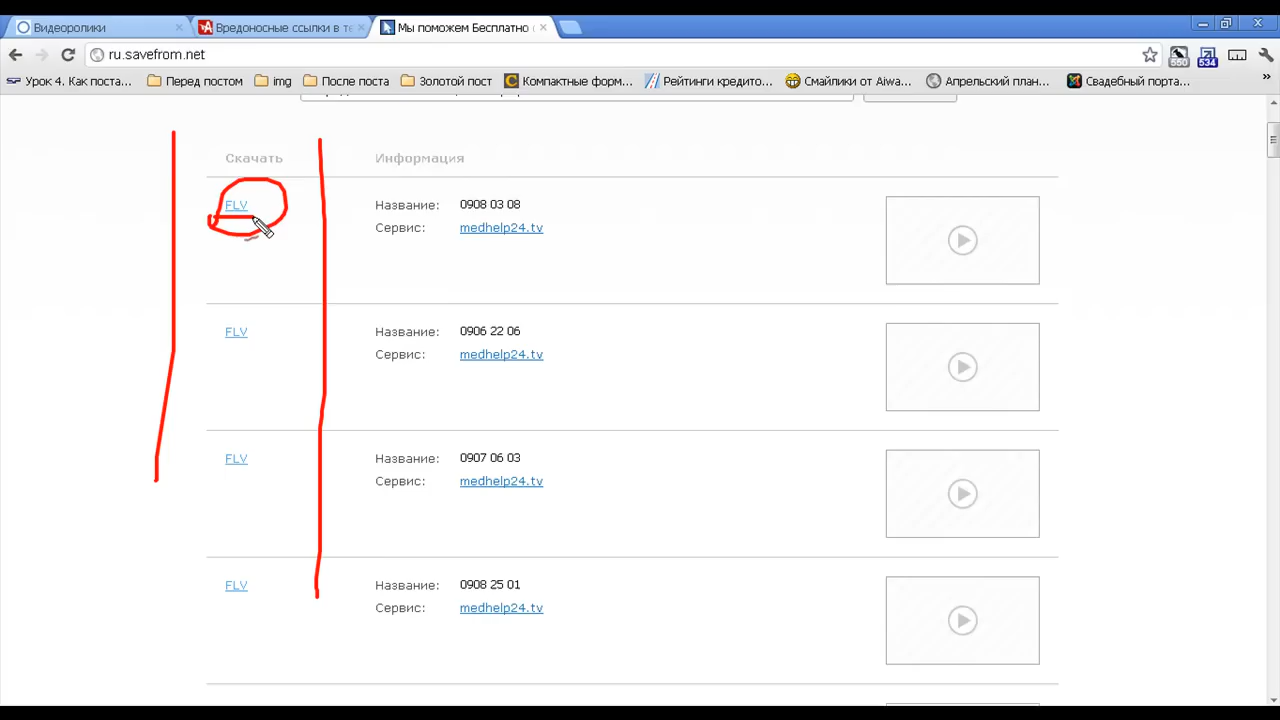 Видеоролики
Вредоносные ссылки в те
Мы поможем Бесплатно
ru.savefrom.net
550
534
Урок 4. Как поста...
Перед постом
img
После поста
Золотой пост
Компактные форм...
Рейтинги кредито...
Смайлики от Aiwa...
Апрельский план...
Свадебный порта...
Скачать
Информация
FLV
Название: 0908 03 08
Сервис: medhelp24.tv
FLV
Название: 0906 22 06
Сервис: medhelp24.tv
FLV
Название: 0907 06 03
Сервис: medhelp24.tv
FLV
Название: 0908 25 01
Сервис: medhelp24.tv